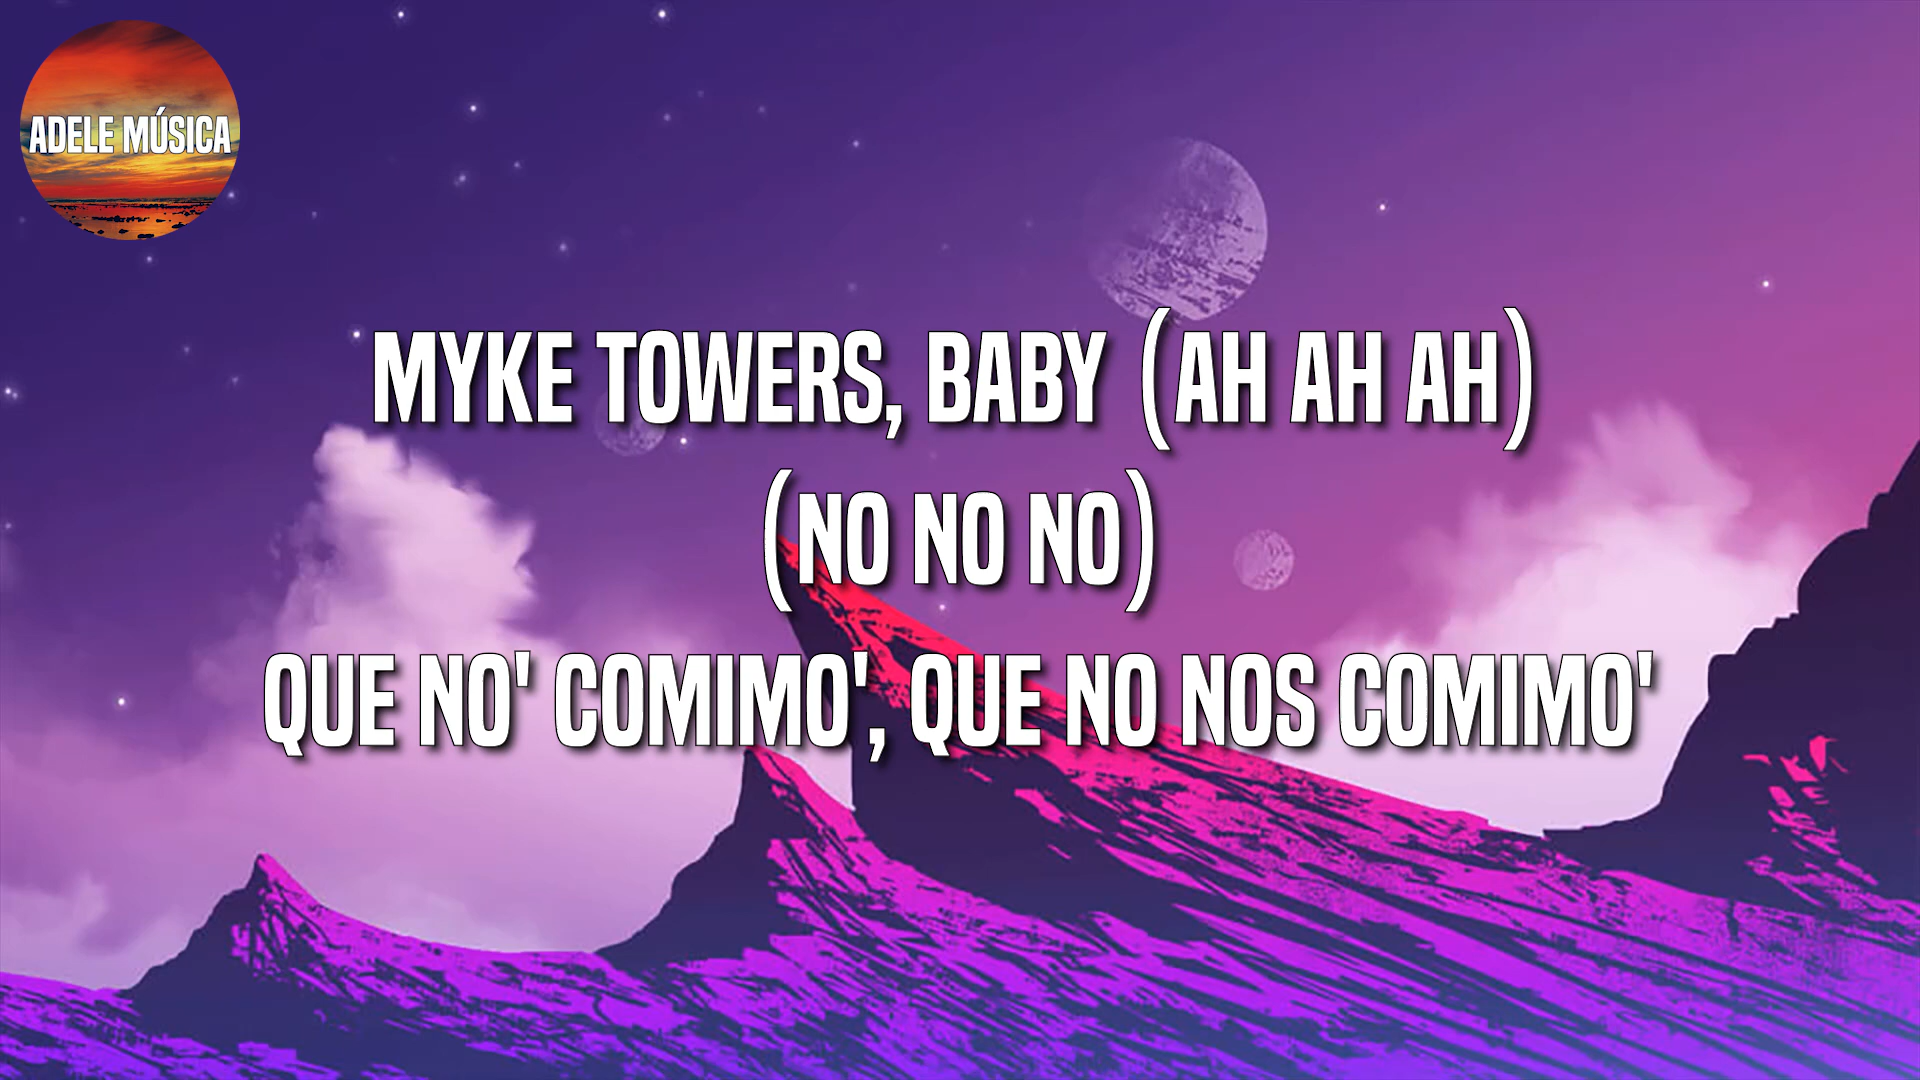 ADELE MÚSICA
MYKE TOWERS, BABY (AH AH AH)
(NO NO NO)
QUE NO' COMIMO', QUE NO NOS COMIMO'